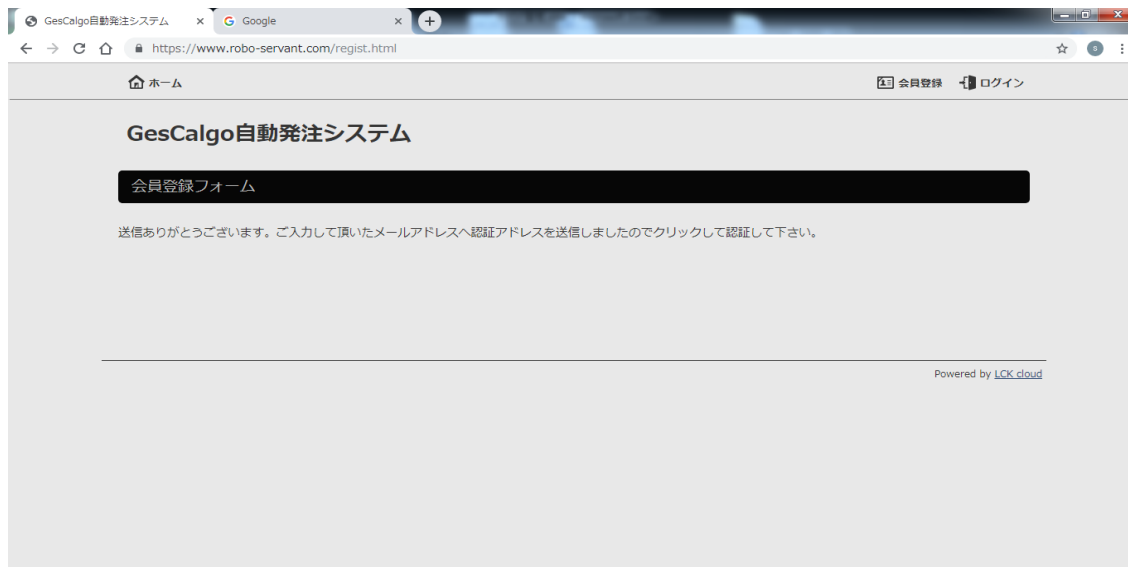 GesCalgo自動発注システム
Google
https://www.robo-servant.com/regist.html
S
ホーム
会員登録
ログイン
GesCalgo自動発注システム
会員登録フォーム
送信ありがとうございます。ご入力して頂いたメールアドレスへ認証アドレスを送信しましたのでクリックして認証して下さい。
Powered by LCK cloud